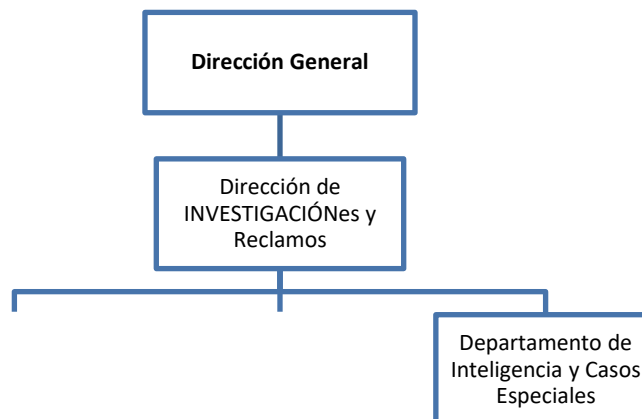 Dirección General
Dirección de
INVESTIGACIÓNes y
Reclamos
Departamento de
Inteligencia y Casos
Especiales